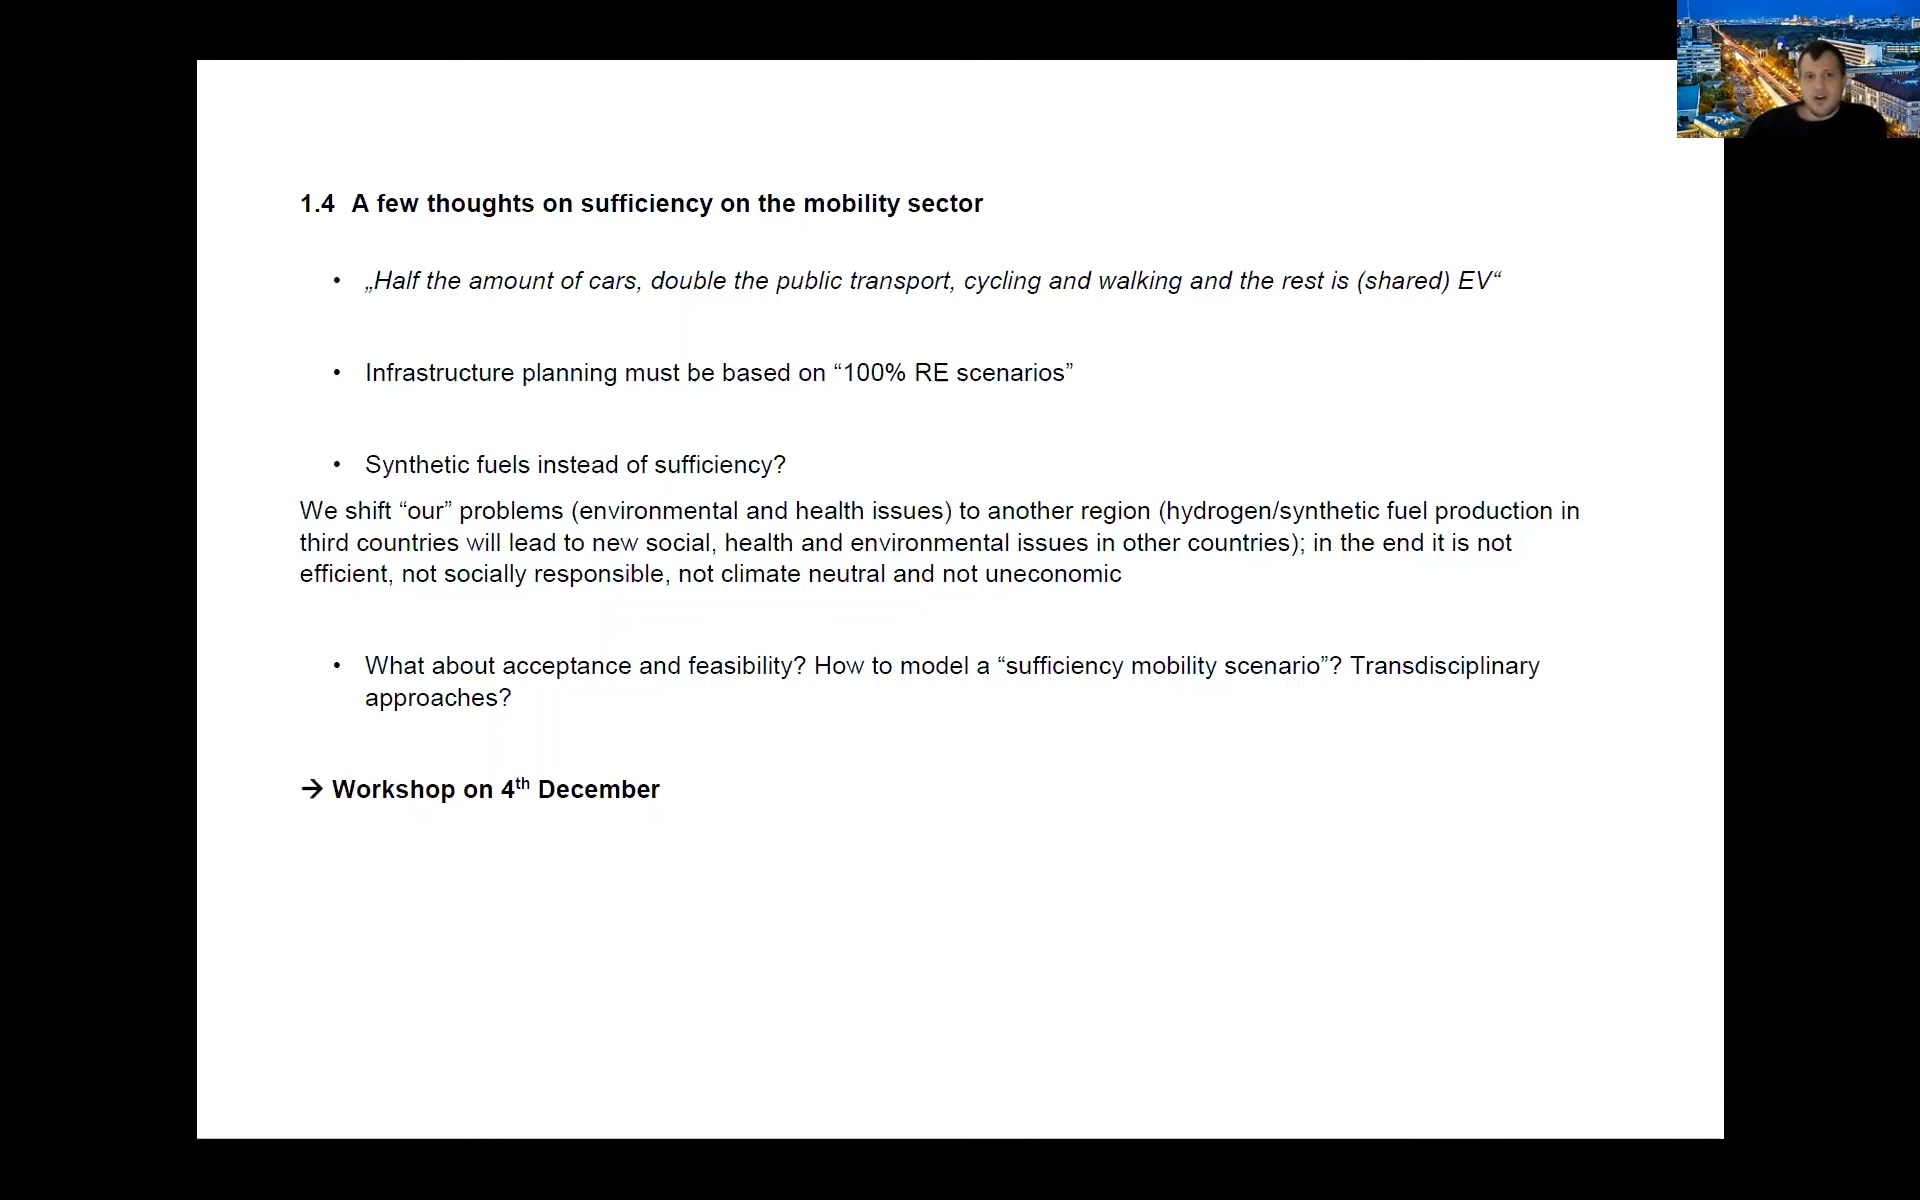 1.4 A few thoughts on sufficiency on the mobility sector
• „Half the amount of cars, double the public transport, cycling and walking and the rest is (shared) EV“
• Infrastructure planning must be based on “100% RE scenarios”
• Synthetic fuels instead of sufficiency?
We shift “our” problems (environmental and health issues) to another region (hydrogen/synthetic fuel production in
third countries will lead to new social, health and environmental issues in other countries); in the end it is not
efficient, not socially responsible, not climate neutral and not uneconomic
• What about acceptance and feasibility? How to model a “sufficiency mobility scenario”? Transdisciplinary
approaches?
→ Workshop on 4th December